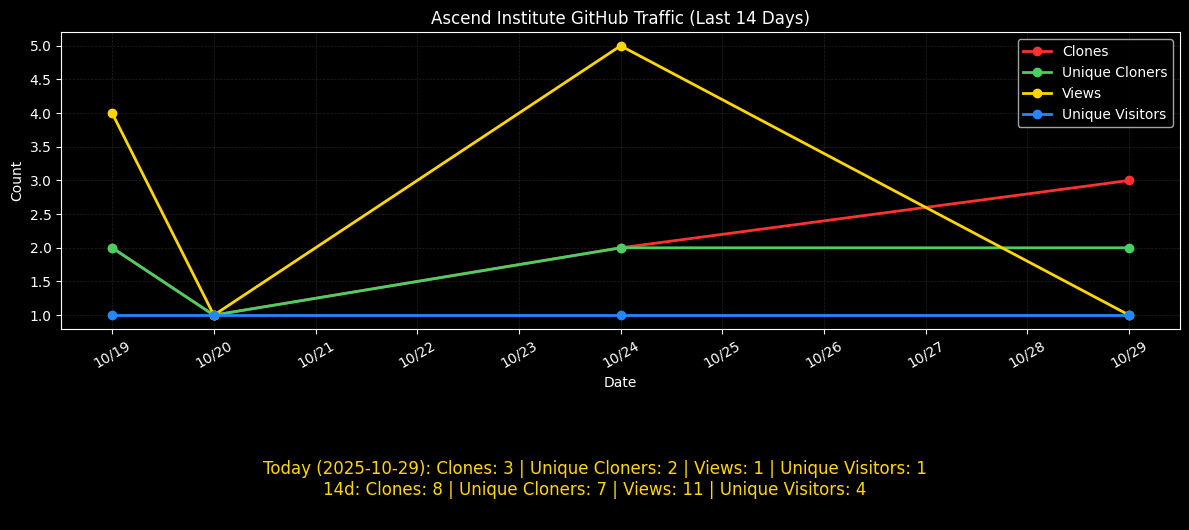 Ascend Institute GitHub Traffic (Last 14 Days)
Clones
Unique Cloners
Views
Unique Visitors
Count
5.0
4.5
4.0
3.5
3.0
2.5
2.0
1.5
1.0
10/19
10/20
10/21
10/22
10/23
10/24
10/25
10/26
10/27
10/28
10/29
Date
Today (2025-10-29): Clones: 3 | Unique Cloners: 2 | Views: 1 | Unique Visitors: 1
14d: Clones: 8 | Unique Cloners: 7 | Views: 11 | Unique Visitors: 4